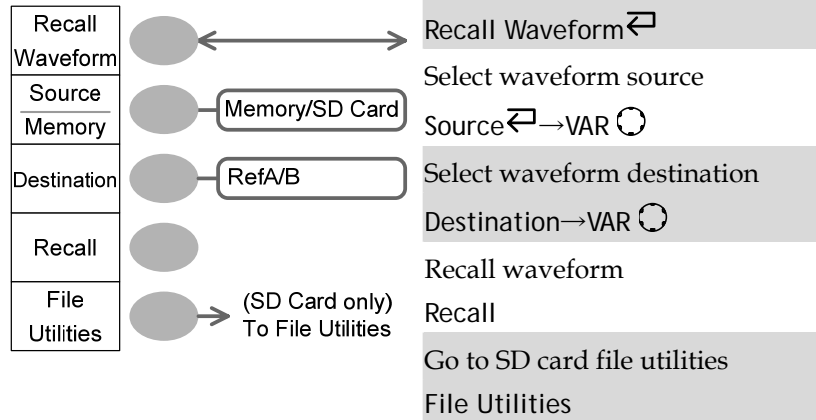 Recall
Waveform
Source
Memory
Memory/SD Card
Destination
RefA/B
Recall
File
Utilities
(SD Card only)
To File Utilities
Recall Waveform
Select waveform source
Source→VAR
Select waveform destination
Destination→VAR
Recall waveform
Recall
Go to SD card file utilities
File Utilities